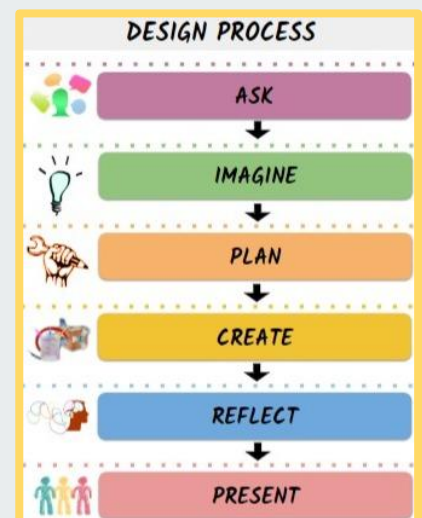 DESIGN PROCESS
ASK
IMAGINE
PLAN
CREATE
REFLECT
PRESENT